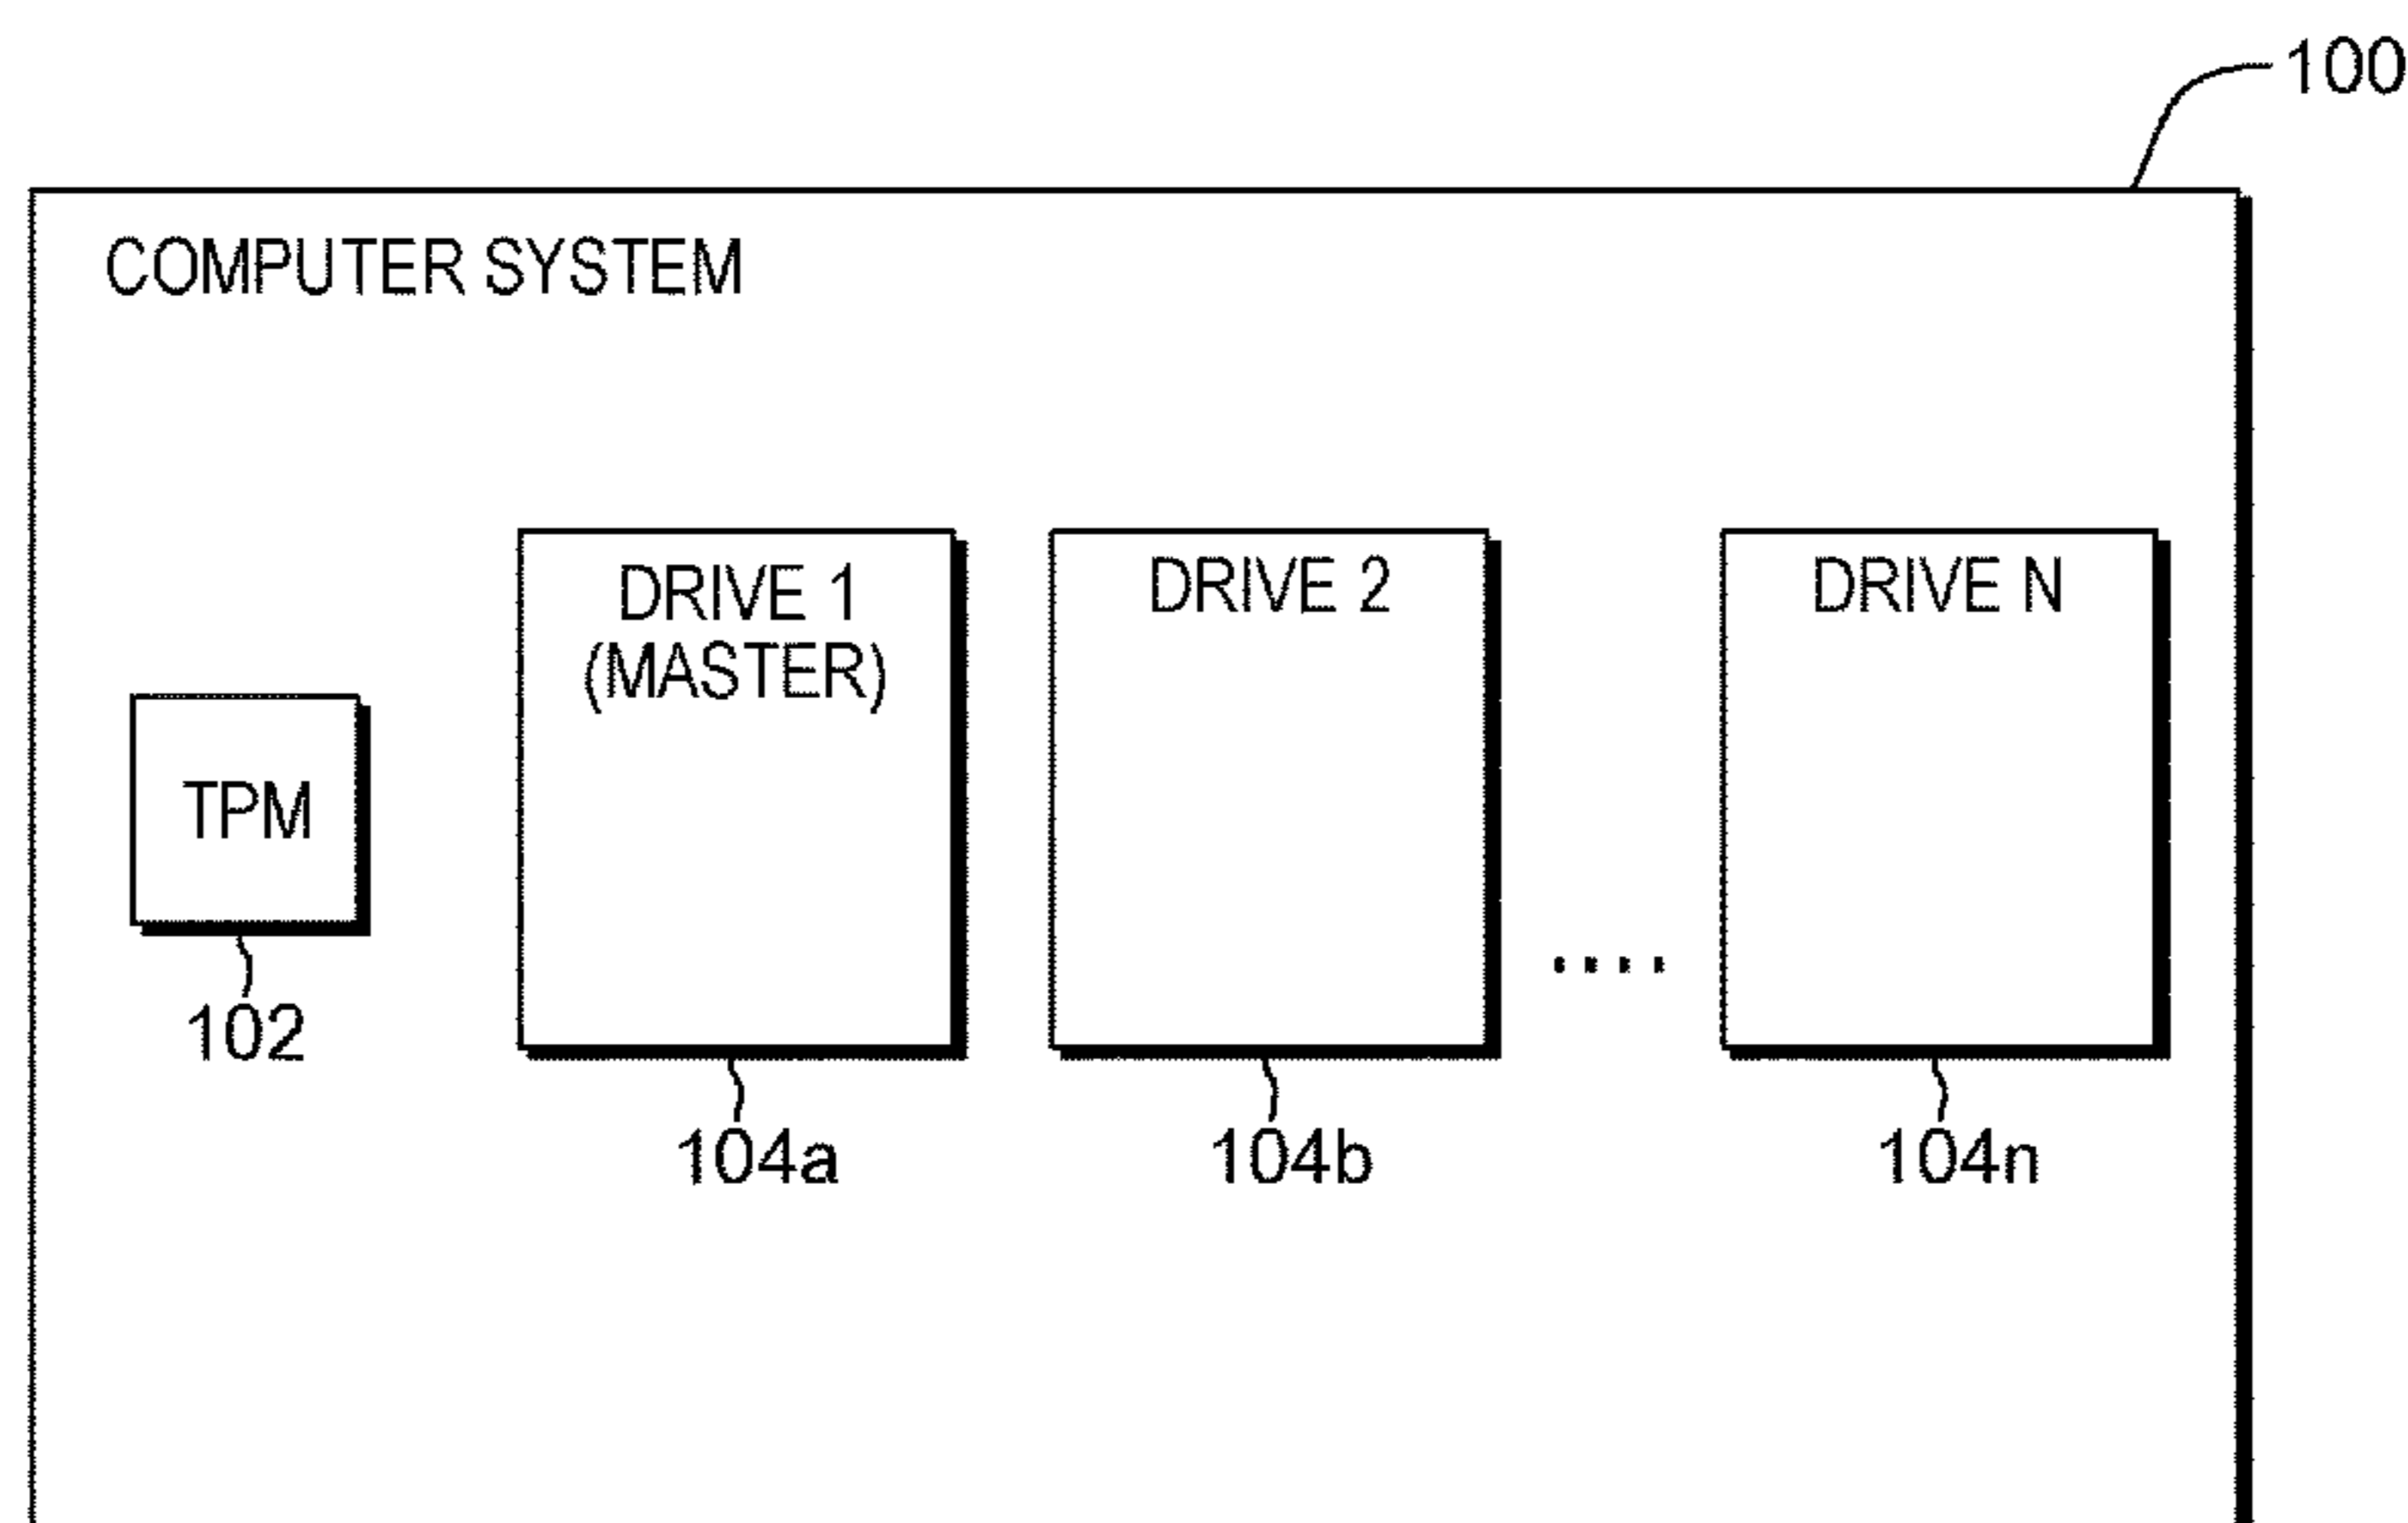 100
COMPUTER SYSTEM
DRIVE 1
(MASTER)
DRIVE 2
DRIVE N
TPM
....
102
104a
104b
104n